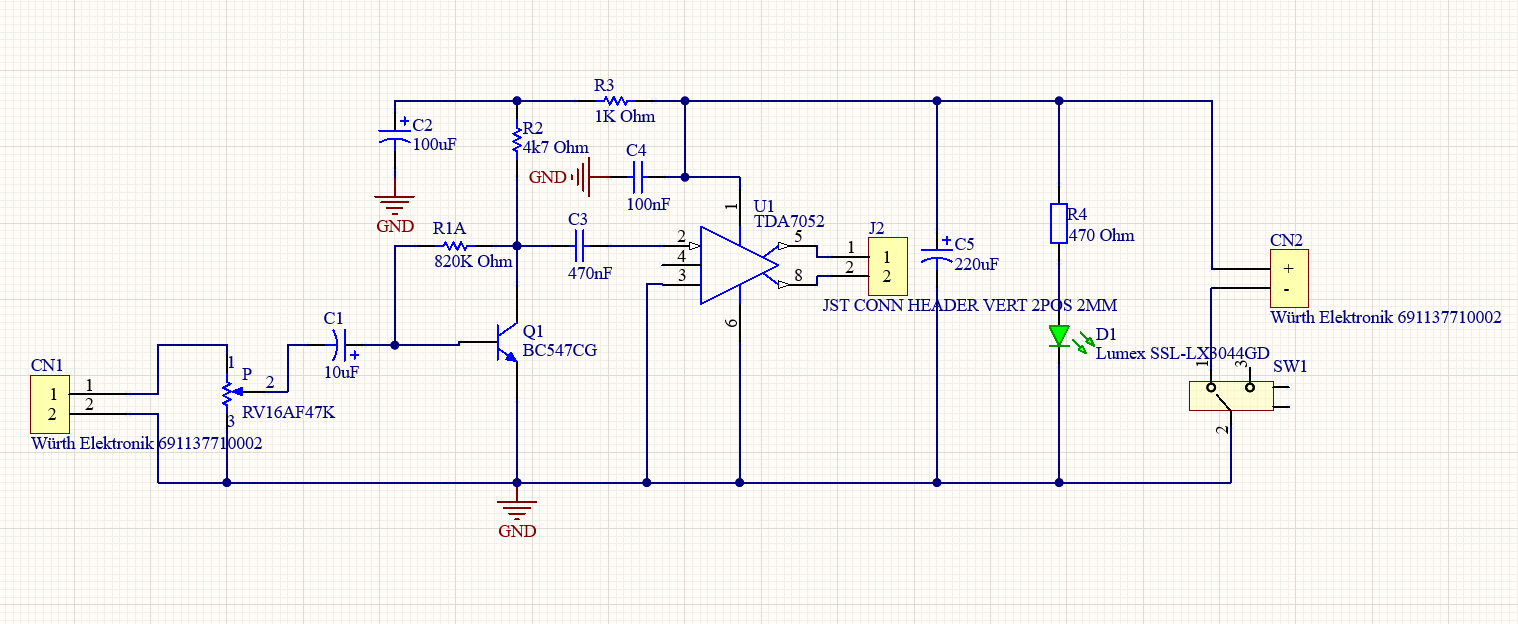 R3
1K Ohm
C2
100uF
R2
4k7 Ohm
GND
C4
100nF
GND
1
U1
TDA7052
R1A
820K Ohm
C3
470nF
2
4
3
5
8
6
J2
1
2
1
2
JST CONN HEADER VERT 2POS 2MM
C5
220uF
R4
470 Ohm
CN2
+
-
Würth Elektronik 691137710002
C1
10uF
Q1
BC547CG
D1
Lumex SSL-LX3044GD
1
3
SW1
2
CN1
1
2
1
2
Würth Elektronik 691137710002
1
P
2
RV16AF47K
3
GND